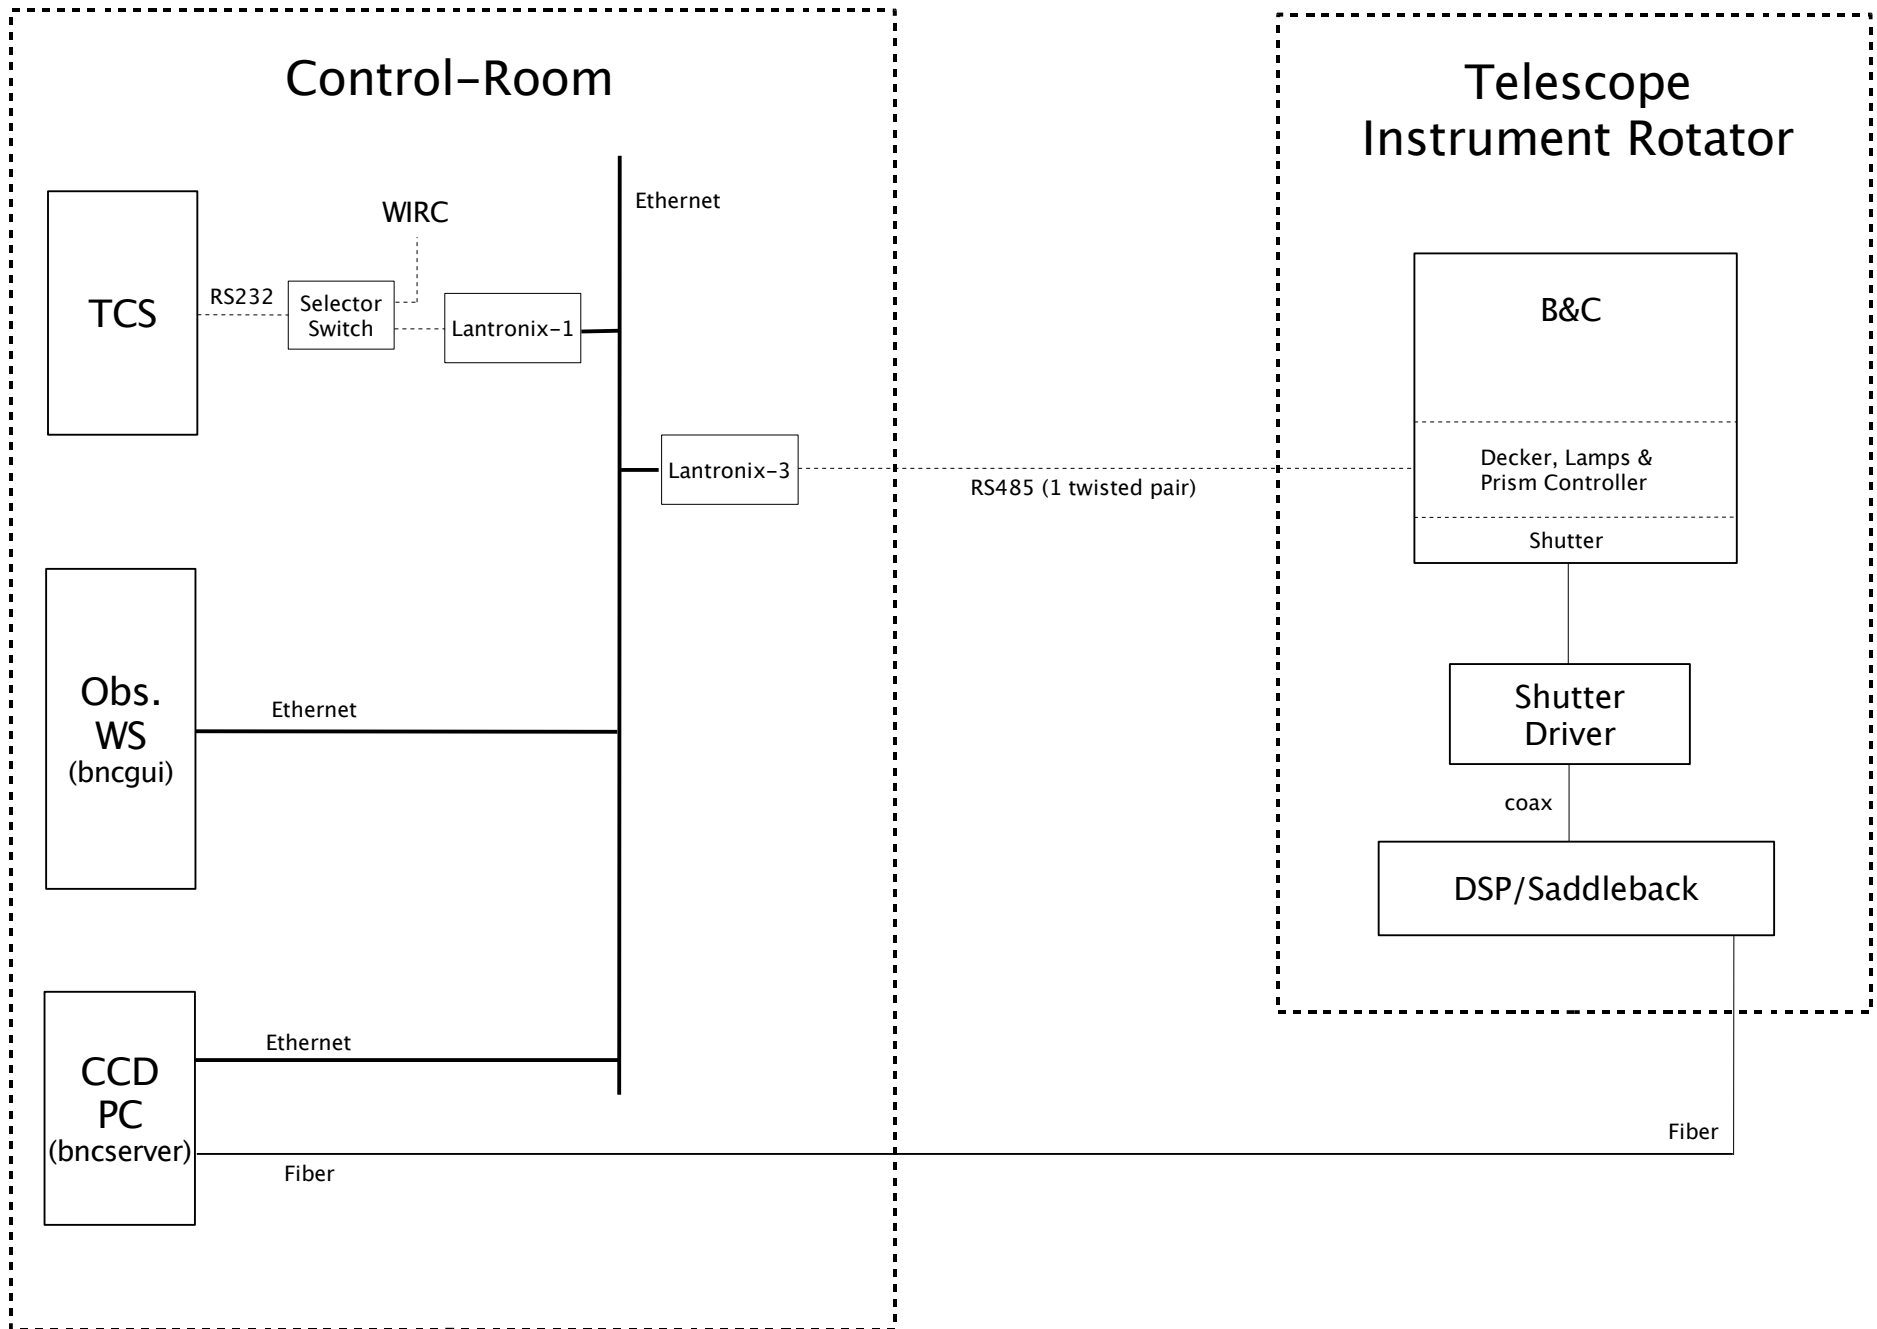 Control-Room
Telescope
Instrument Rotator
Ethernet
WIRC
TCS
RS232
Selector
Switch
Lantronix-1
B&C
Lantronix-3
RS485 (1 twisted pair)
Decker, Lamps &
Prism Controller
Shutter
Obs.
WS
(bncgui)
Ethernet
Shutter
Driver
coax
DSP/Saddleback
CCD
PC
(bncserver)
Ethernet
Fiber
Fiber